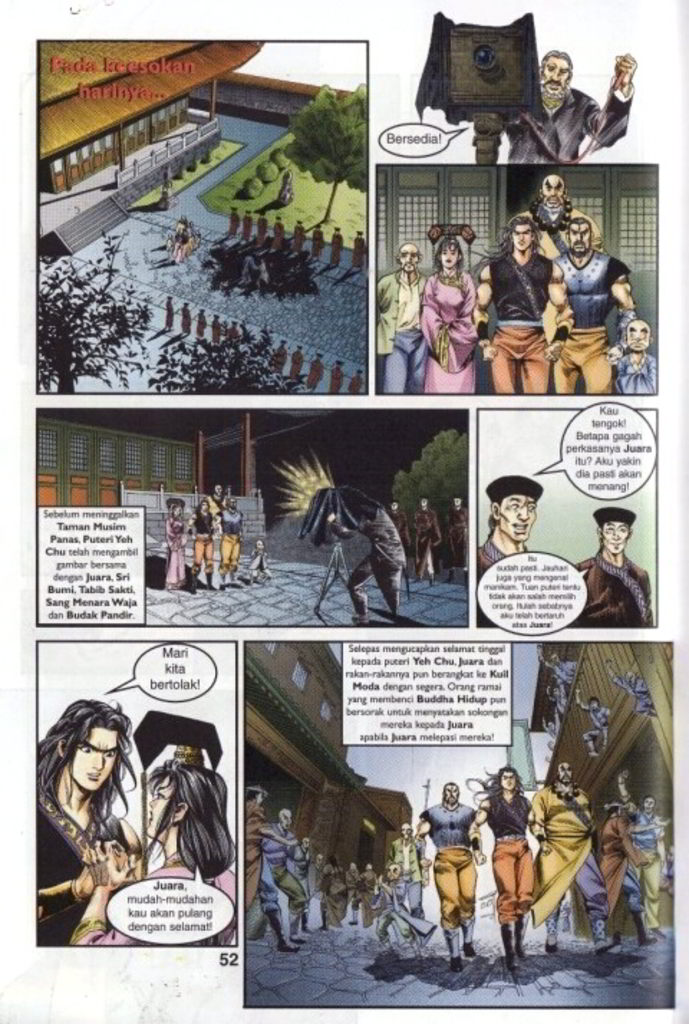 Pada keesokan
harinya...
Bersedia!
Sebelum meninggalkan
Taman Musim
Panas, Puteri Yeh
Chu telah mengambil
gambar bersama
dengan Juara, Sri
Bumi, Tabib Sakti,
Sang Menara Waja
dan Budak Pandir.
Kau
tengok!
Betapa gagah
perkasanya Juara
itu? Aku yakin
dia pasti akan
menang!
Itu
sudah pasti. Jauhari
juga yang mengenal
manikam. Tuan puteri
tidak akan salah memilih
orang. Itulah sebabnya
aku telah bertaruh
atas Juara!
Mari
kita
bertolak!
Juara,
mudah-mudahan
kau akan pulang
dengan selamat!
Selepas mengucapkan selamat tinggal
kepada puteri Yeh Chu, Juara dan
rakan-rakannya pun berangkat ke Kuil
Moda dengan segera. Orang ramai
yang membenci Buddha Hidup pun
bersorak untuk menyatakan sokongan
mereka kepada Juara
apabila Juara melepasi mereka!
52